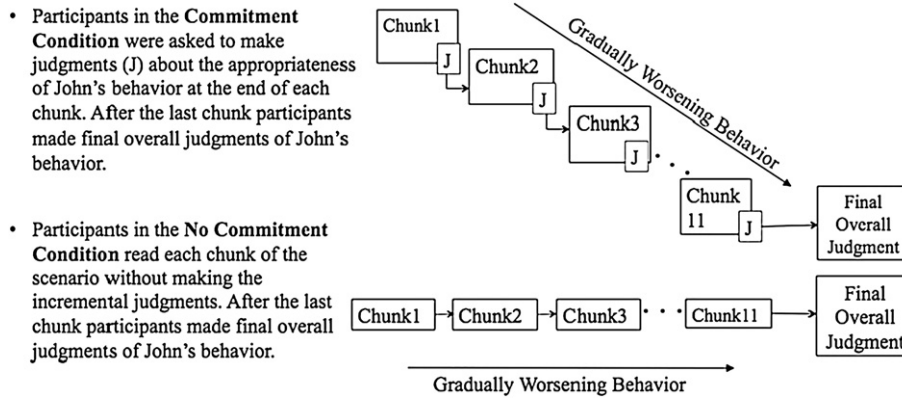 • Participants in the Commitment
Condition were asked to make
judgments (J) about the appropriateness
of John's behavior at the end of each
chunk. After the last chunk participants
made final overall judgments of John's
behavior.
Chunk1
J
Chunk2
J
Chunk3
J
Chunk
11
J
Gradually Worsening Behavior
Final
Overall
Judgment
• Participants in the No Commitment
Condition read each chunk of the
scenario without making the
incremental judgments. After the last
chunk participants made final overall
judgments of John's behavior.
Chunk1
Chunk2
Chunk3
Chunk11
Final
Overall
Judgment
Gradually Worsening Behavior